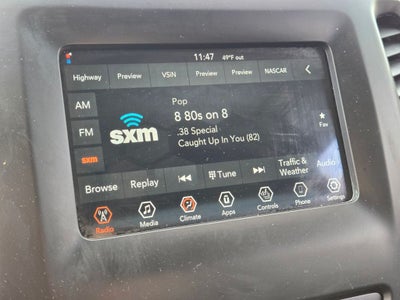 11:47 49°F out
Highway Preview VSIN Preview Preview NASCAR
AM
FM
sxm
sxm
Pop
8 80s on 8
.38 Special
Caught Up In You (82)
Fav
Browse Replay Tune Traffic & Weather Audio
Radio Media Climate Apps Controls Phone Settings